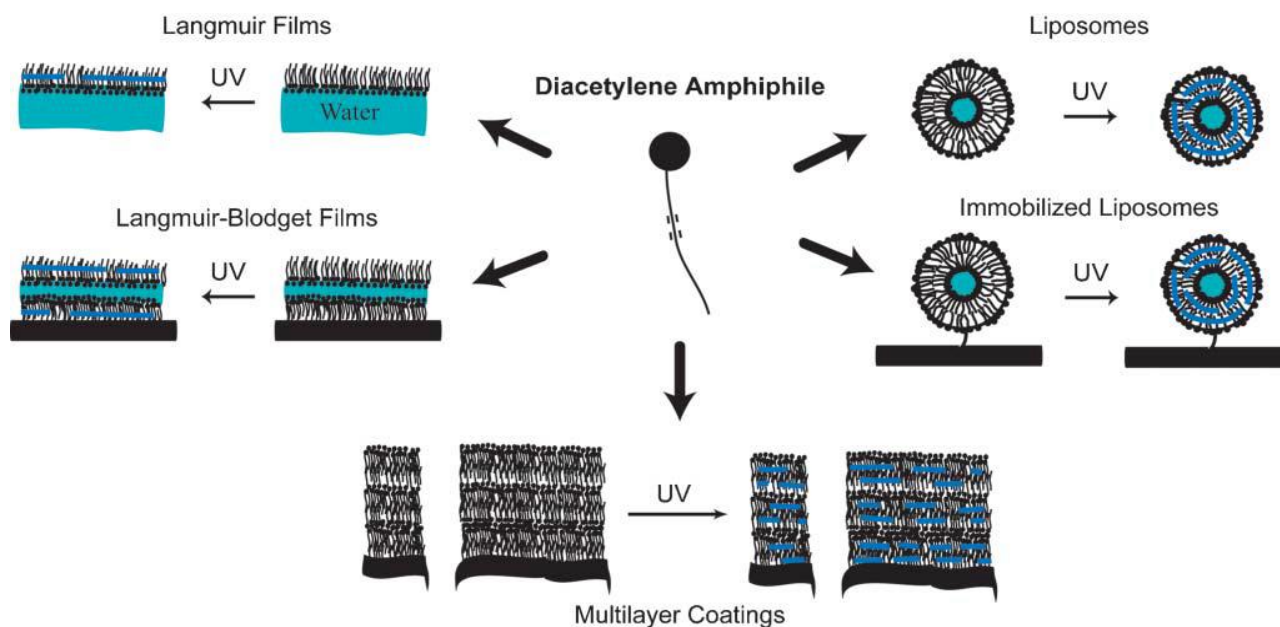 Langmuir Films
UV
Water
Diacetylene Amphiphile
Liposomes
UV
Langmuir-Blodget Films
UV
Immobilized Liposomes
UV
UV
Multilayer Coatings